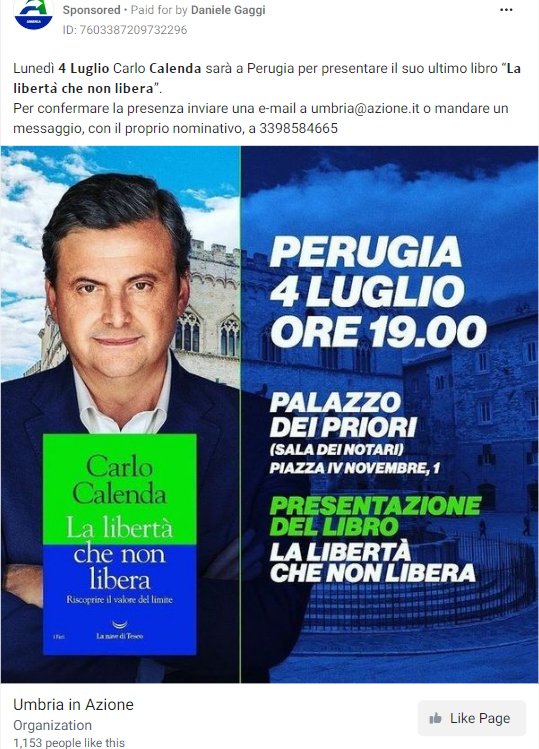 Sponsored • Paid for by Daniele Gaggi
ID: 7603387209732296
Lunedì 4 Luglio Carlo Calenda sarà a Perugia per presentare il suo ultimo libro “La
libertà che non libera”.
Per confermare la presenza inviare una e-mail a umbria@azione.it o mandare un
messaggio, con il proprio nominativo, a 3398584665
PERUGIA
4 LUGLIO
ORE 19.00
PALAZZO
DEI PRIORI
(SALA DEI NOTARI)
PIAZZA IV NOVEMBRE, 1
PRESENTAZIONE
DEL LIBRO
LA LIBERTÀ
CHE NON LIBERA
Carlo
Calenda
La libertà
che non
libera
Riscoprire il valore del limite
i Fari
La nave di Teseo
Umbria in Azione
Organization
1,153 people like this
Like Page